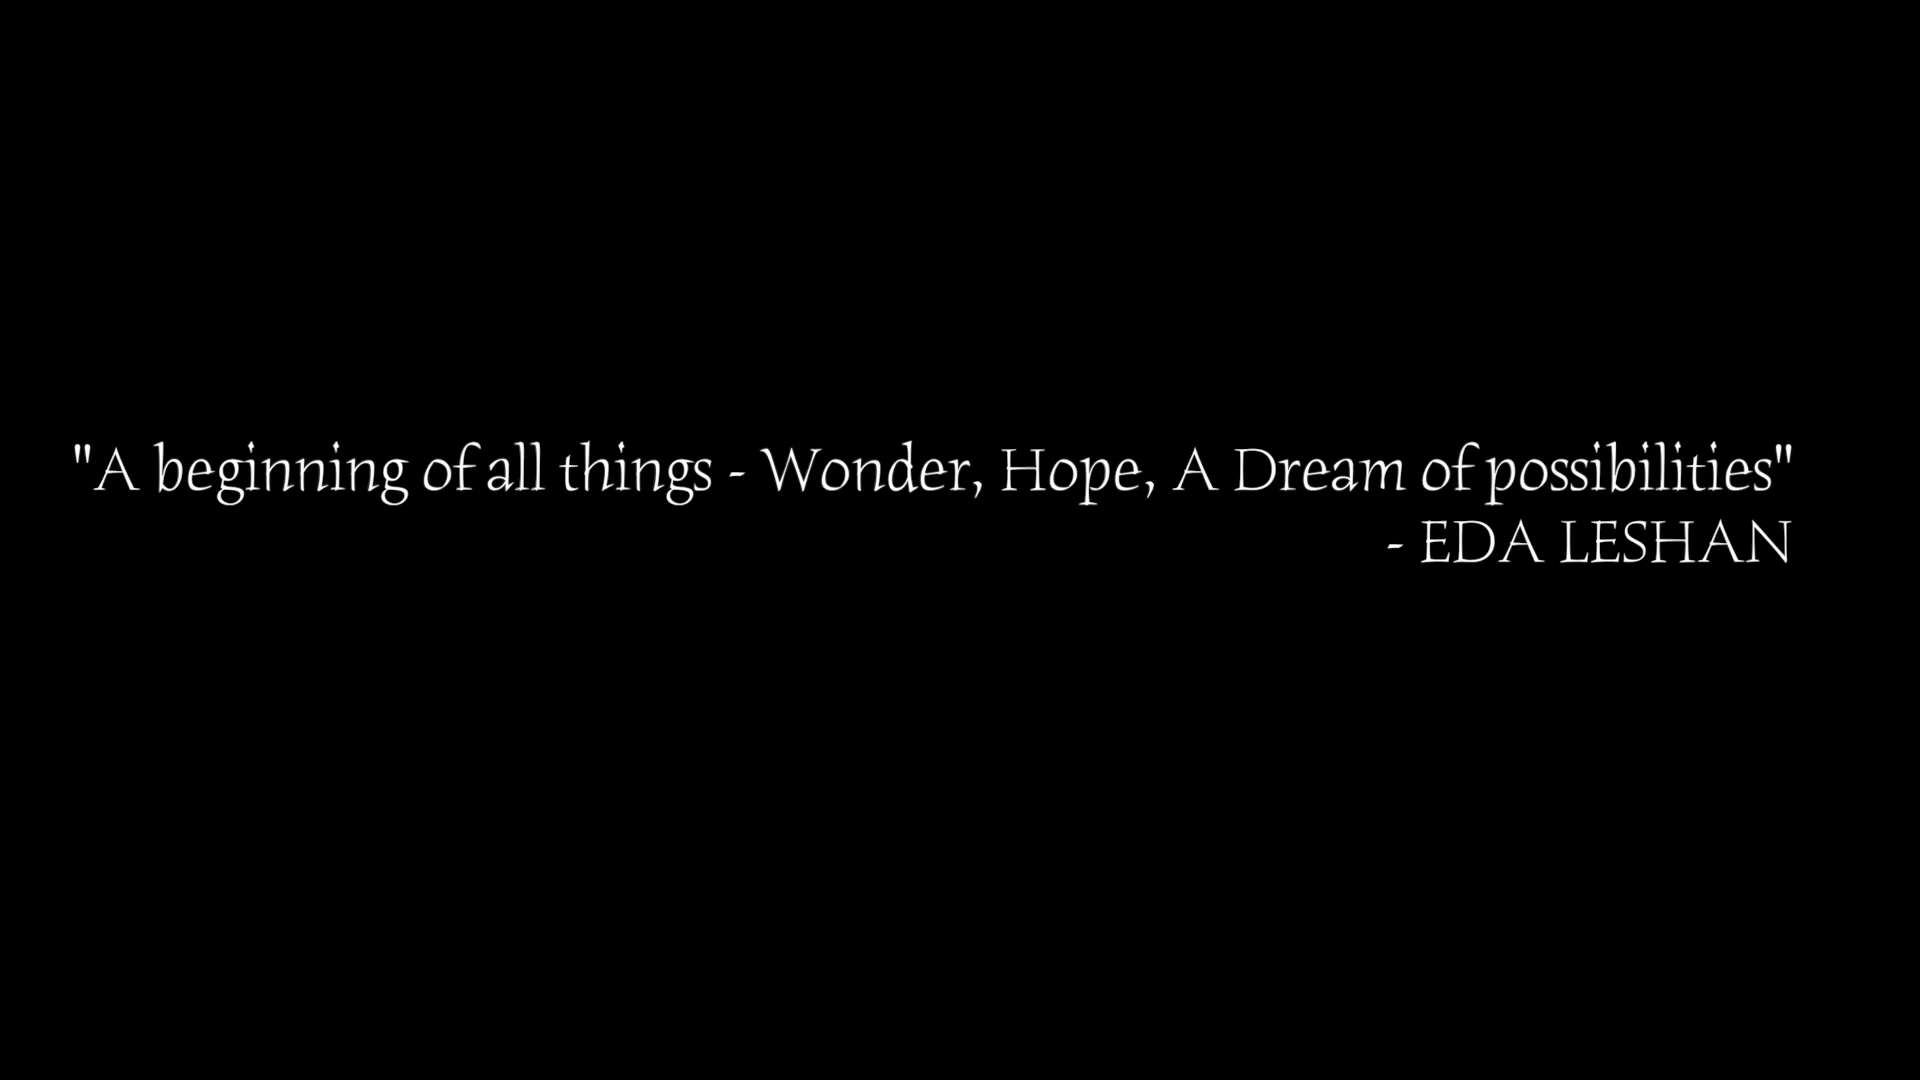 "A beginning of all things - Wonder, Hope, A Dream of possibilities"
- EDA LESHAN